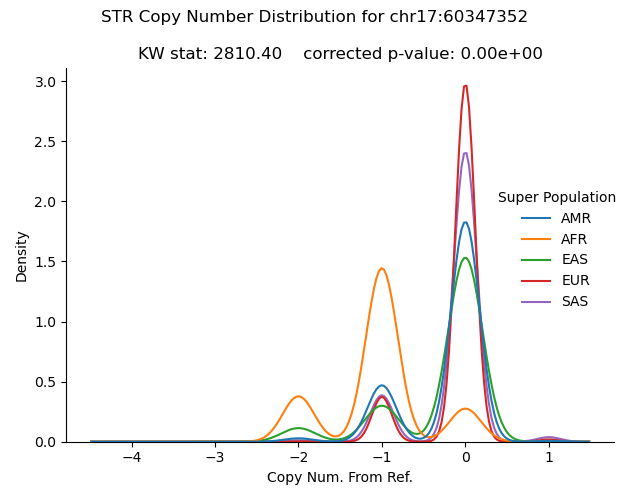 STR Copy Number Distribution for chr17:60347352
KW stat: 2810.40    corrected p-value: 0.00e+00
3.0
2.5
2.0
1.5
1.0
0.5
0.0
Density
Super Population
AMR
AFR
EAS
EUR
SAS
−4 −3 −2 −1 0 1
Copy Num. From Ref.